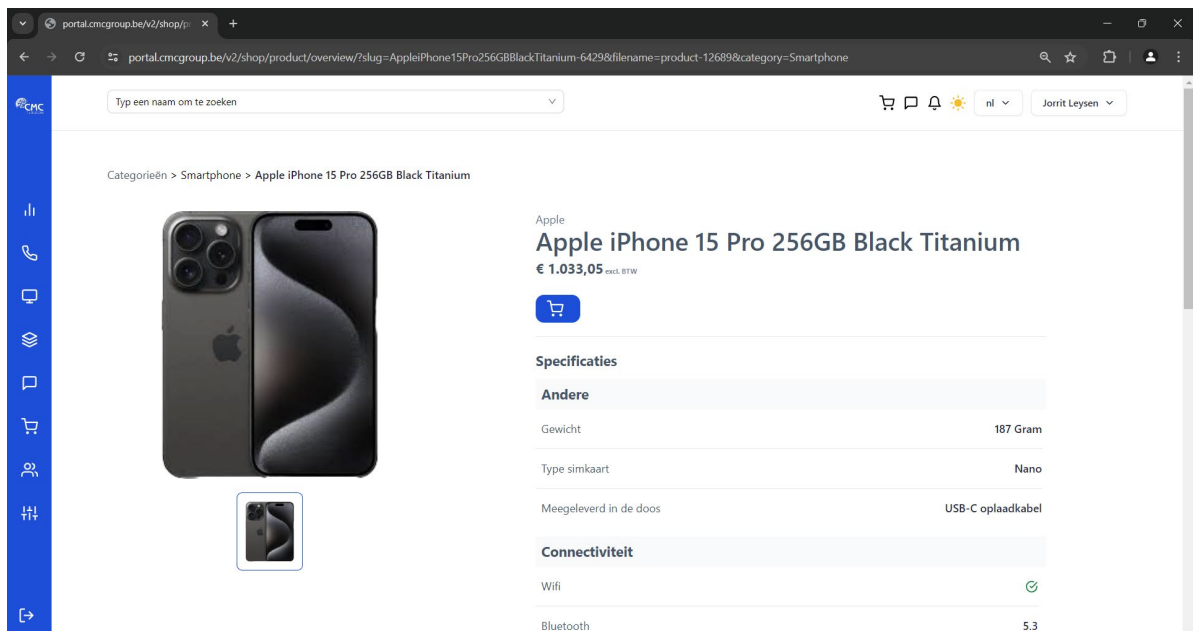 portal.cmcgroup.be/v2/shop/pr
portal.cmcgroup.be/v2/shop/product/overview/?slug=AppleiPhone15Pro256GBBlackTitanium-6429&filename=product-12689&category=Smartphone
CMC
Typ een naam om te zoeken
nl
Jorrit Leysen
Categorieën > Smartphone > Apple iPhone 15 Pro 256GB Black Titanium
Apple
Apple iPhone 15 Pro 256GB Black Titanium
€ 1.033,05 excl. BTW
Specificaties
Andere
Gewicht 187 Gram
Type simkaart Nano
Meegeleverd in de doos USB-C oplaadkabel
Connectiviteit
Wifi
Bluetooth 5.3